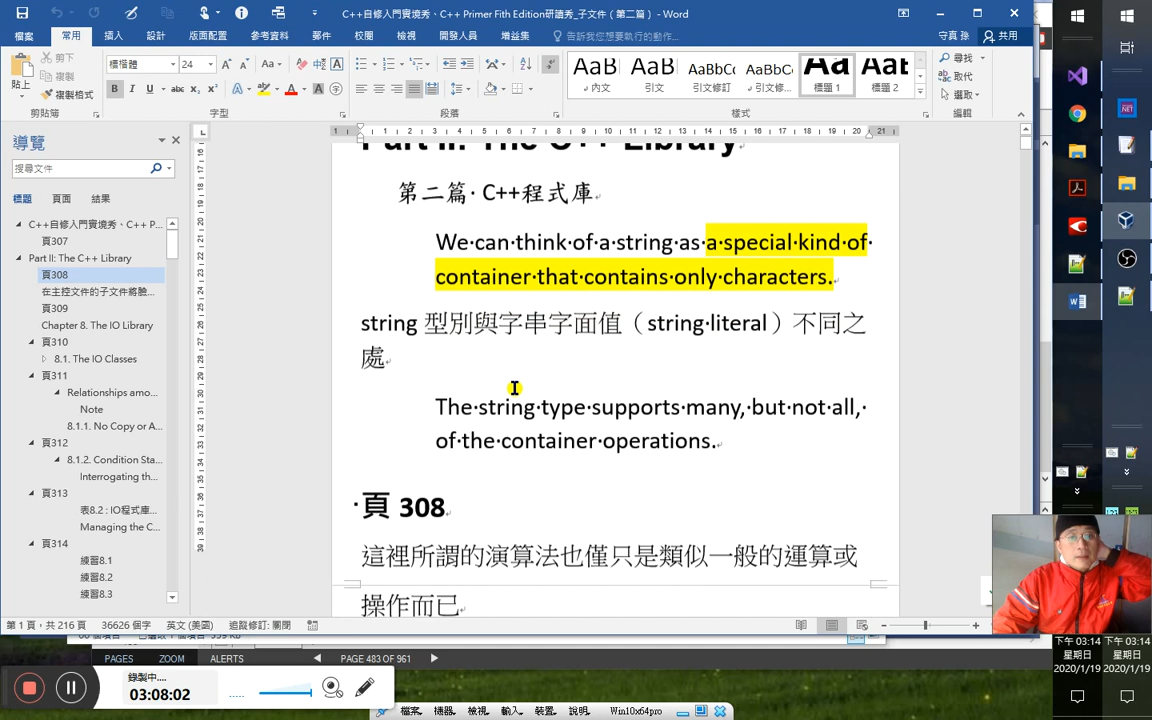 C++自修入門實境秀、C++ Primer Fith Edition研讀秀_子文件（第二篇） - Word
檔案 常用 插入 設計 版面配置 參考資料 郵件 校閱 檢視 開發人員 增益集 告訴我您想要執行的動作... 守真 孫 共用
貼上
剪下
複製
複製格式
剪貼簿
標楷體 24
字型
段落
AaB AaB AaBbCc AaBbCc AaB AaB
內文 引文 引文修訂 引文修... 標題 1 標題 2
樣式
尋找
取代
選取
編輯
導覽
搜尋文件
標題 頁面 結果
C++自修入門實境秀、C++ P...
頁307
Part II: The C++ Library
頁308
在主控文件的子文件將臉...
頁309
Chapter 8. The IO Library
頁310
8.1. The IO Classes
頁311
Relationships amo...
Note
8.1.1. No Copy or A...
頁312
8.1.2. Condition Sta...
Interrogating th...
頁313
表8.2 : IO程式庫...
Managing the C...
頁314
練習8.1
練習8.2
練習8.3
Part II: The C++ Library
第二篇 C++程式庫
We can think of a string as a special kind of
container that contains only characters.
string 型別與字串字面值（string literal）不同之
處
The string type supports many, but not all,
of the container operations.
頁 308
這裡所謂的演算法也僅只是類似一般的運算或
操作而已
第 1 頁，共 216 頁 36626 個字 英文 (美國) 追蹤修訂: 關閉
PAGES ZOOM ALERTS PAGE 483 OF 961
錄製中....
03:08:02
檔案 機器 檢視 輸入 裝置 說明 Win10x64pro
下午 03:14 下午 03:14
星期日 星期日
2020/1/19 2020/1/19